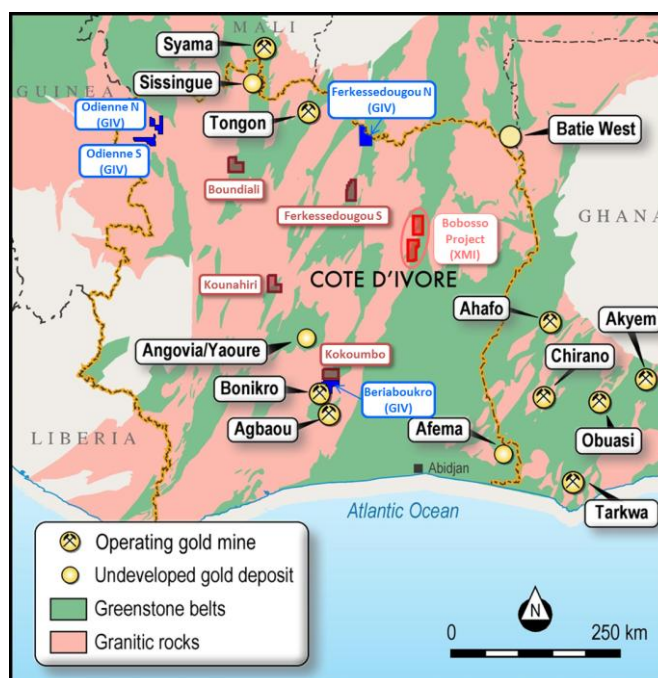 MALI
Syama
Sissingue
GUINEA
Odienne N
(GIV)
Tongon
Ferkessedougou N
(GIV)
Batie West
Odienne S
(GIV)
Boundiali
Ferkessedougou S
GHANA
Bobosso
Project
(XMI)
Kounahiri
COTE D'IVORE
Ahafo
Akyem
Angovia/Yaoure
Kokoumbo
Chirano
Bonikro
Beriaboukro
(GIV)
Agbaou
Afema
Obuasi
LIBERIA
Abidjan
Tarkwa
Atlantic Ocean
Operating gold mine
Undeveloped gold deposit
Greenstone belts
Granitic rocks
N
0 250 km